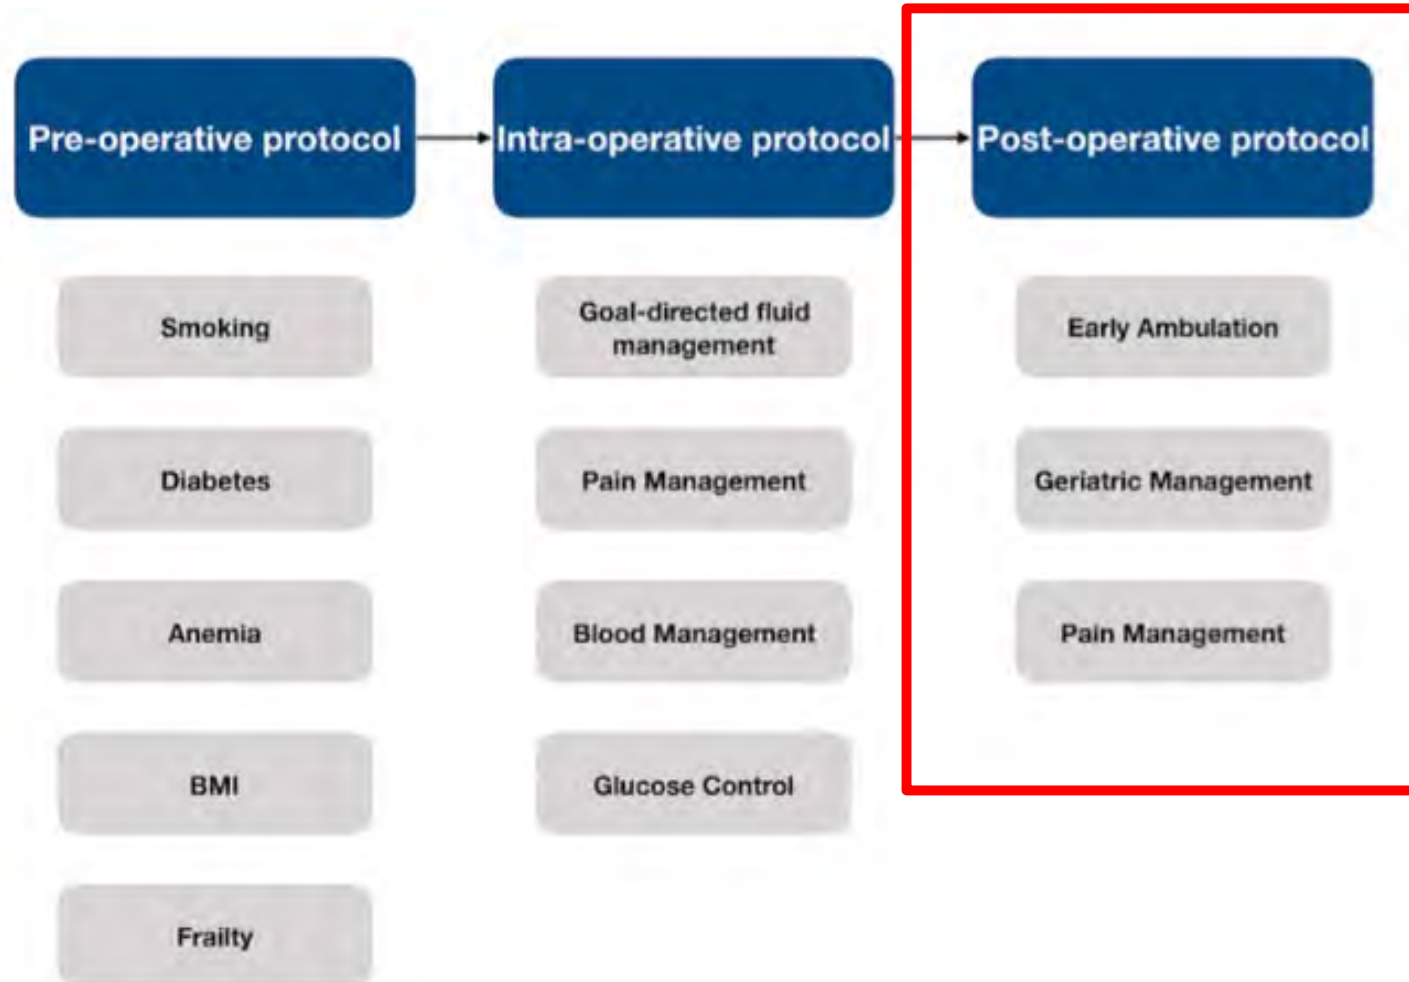 Pre-operative protocol
Intra-operative protocol
Post-operative protocol
Smoking
Diabetes
Anemia
BMI
Frailty
Goal-directed fluid
management
Pain Management
Blood Management
Glucose Control
Early Ambulation
Geriatric Management
Pain Management